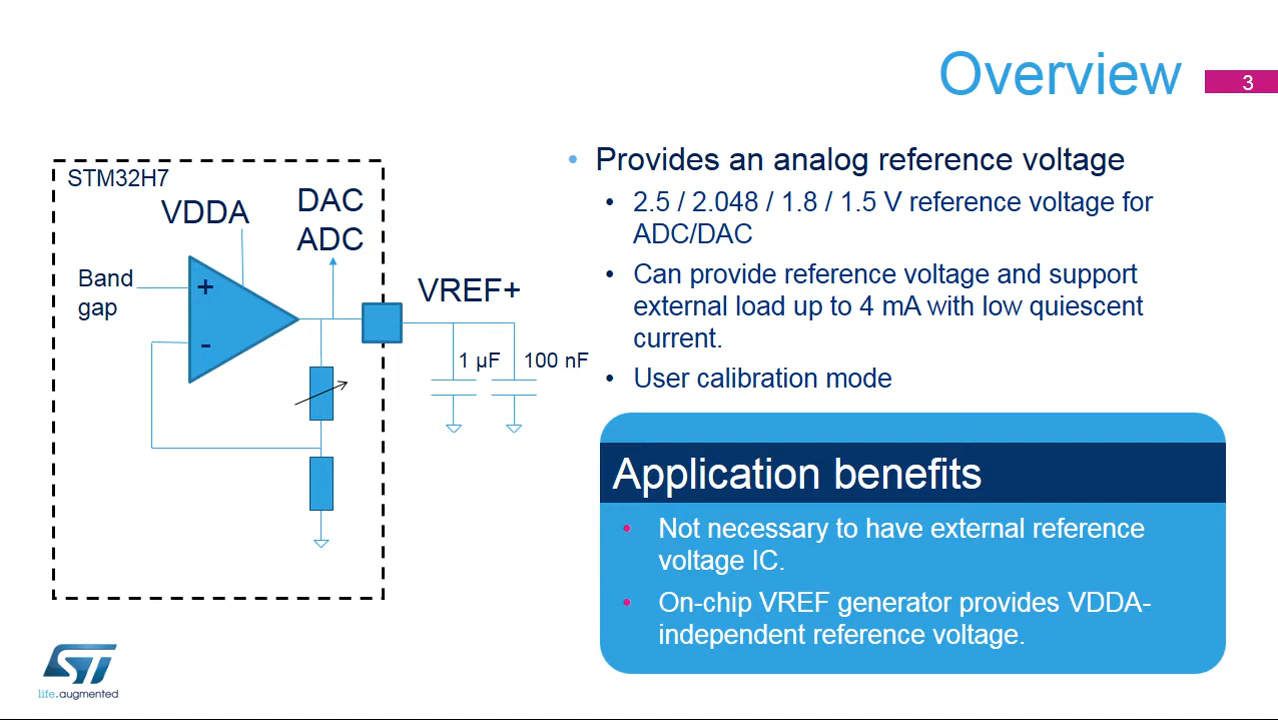 Overview
3
STM32H7
VDDA
DAC
ADC
Band
gap
+
-
VREF+
1 µF
100 nF
• Provides an analog reference voltage
• 2.5 / 2.048 / 1.8 / 1.5 V reference voltage for
ADC/DAC
• Can provide reference voltage and support
external load up to 4 mA with low quiescent
current.
• User calibration mode
Application benefits
• Not necessary to have external reference
voltage IC.
• On-chip VREF generator provides VDDA-
independent reference voltage.
ST
life.augmented